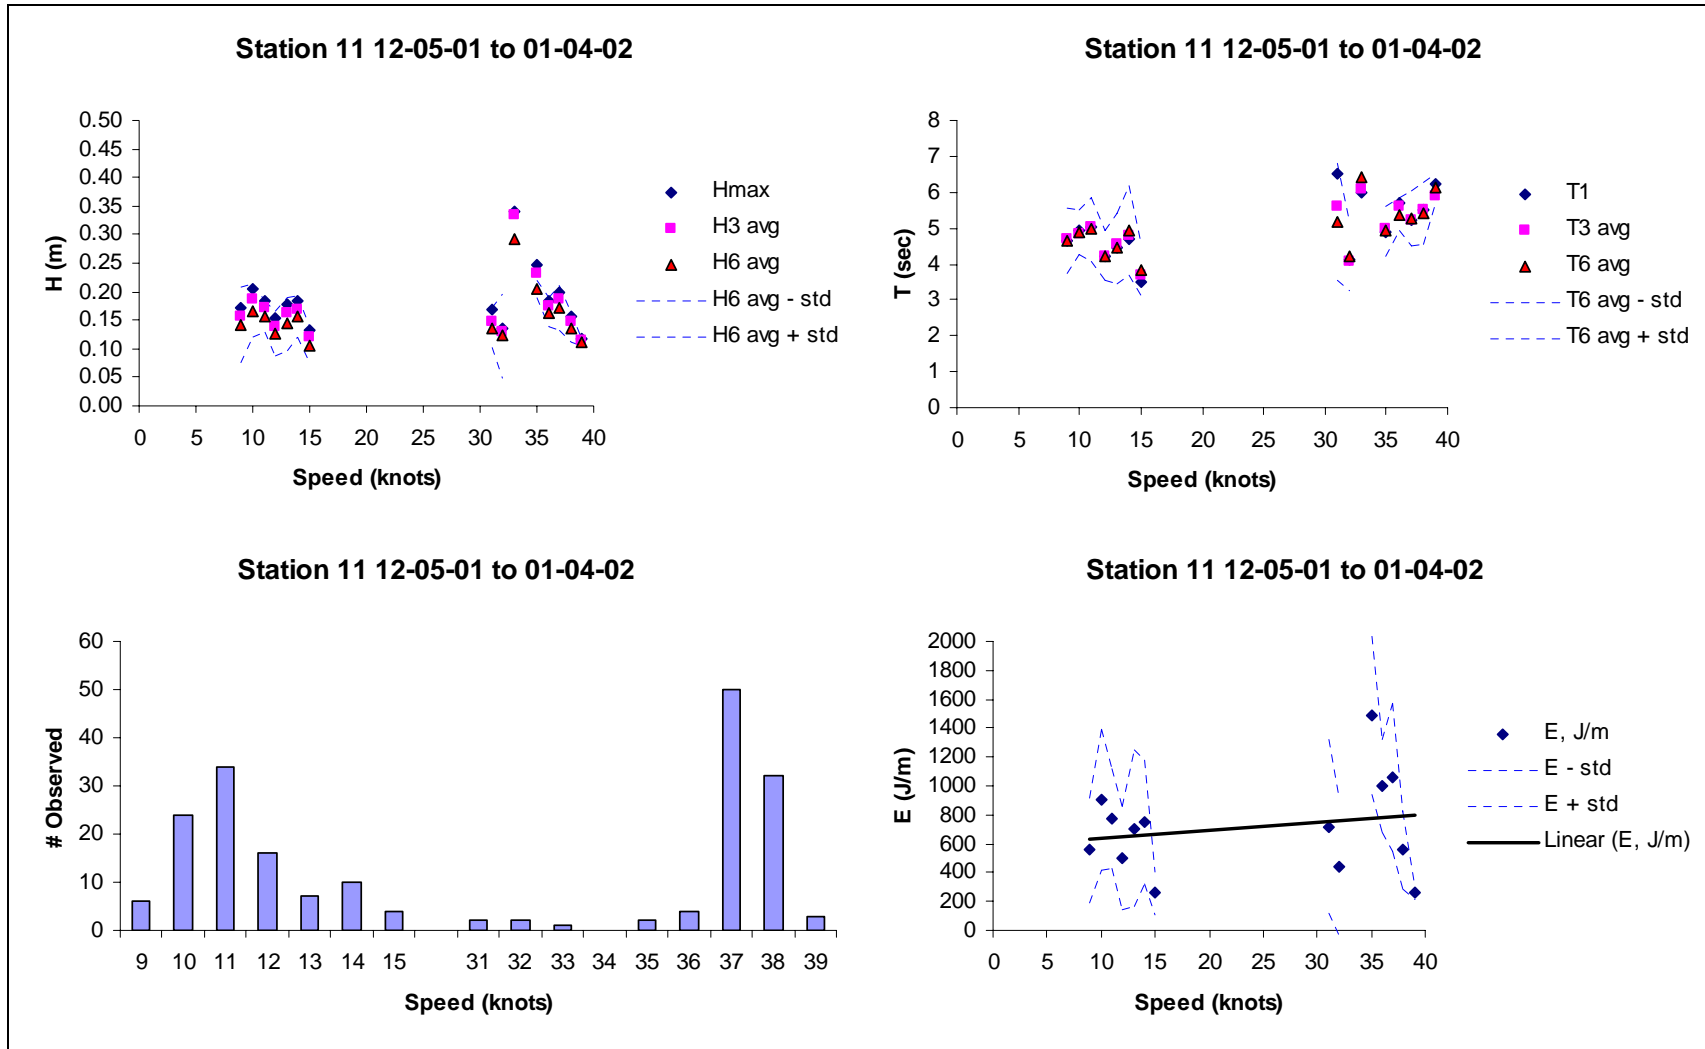 Station 11 12-05-01 to 01-04-02
H (m)
0.50
0.45
0.40
0.35
0.30
0.25
0.20
0.15
0.10
0.05
0.00
0 5 10 15 20 25 30 35 40
Speed (knots)
Hmax
H3 avg
H6 avg
H6 avg - std
H6 avg + std
Station 11 12-05-01 to 01-04-02
T (sec)
8
7
6
5
4
3
2
1
0
0 5 10 15 20 25 30 35 40
Speed (knots)
T1
T3 avg
T6 avg
T6 avg - std
T6 avg + std
Station 11 12-05-01 to 01-04-02
# Observed
60
50
40
30
20
10
0
9 10 11 12 13 14 15 31 32 33 34 35 36 37 38 39
Speed (knots)
Station 11 12-05-01 to 01-04-02
E (J/m)
2000
1800
1600
1400
1200
1000
800
600
400
200
0
0 5 10 15 20 25 30 35 40
Speed (knots)
E, J/m
E - std
E + std
Linear (E, J/m)